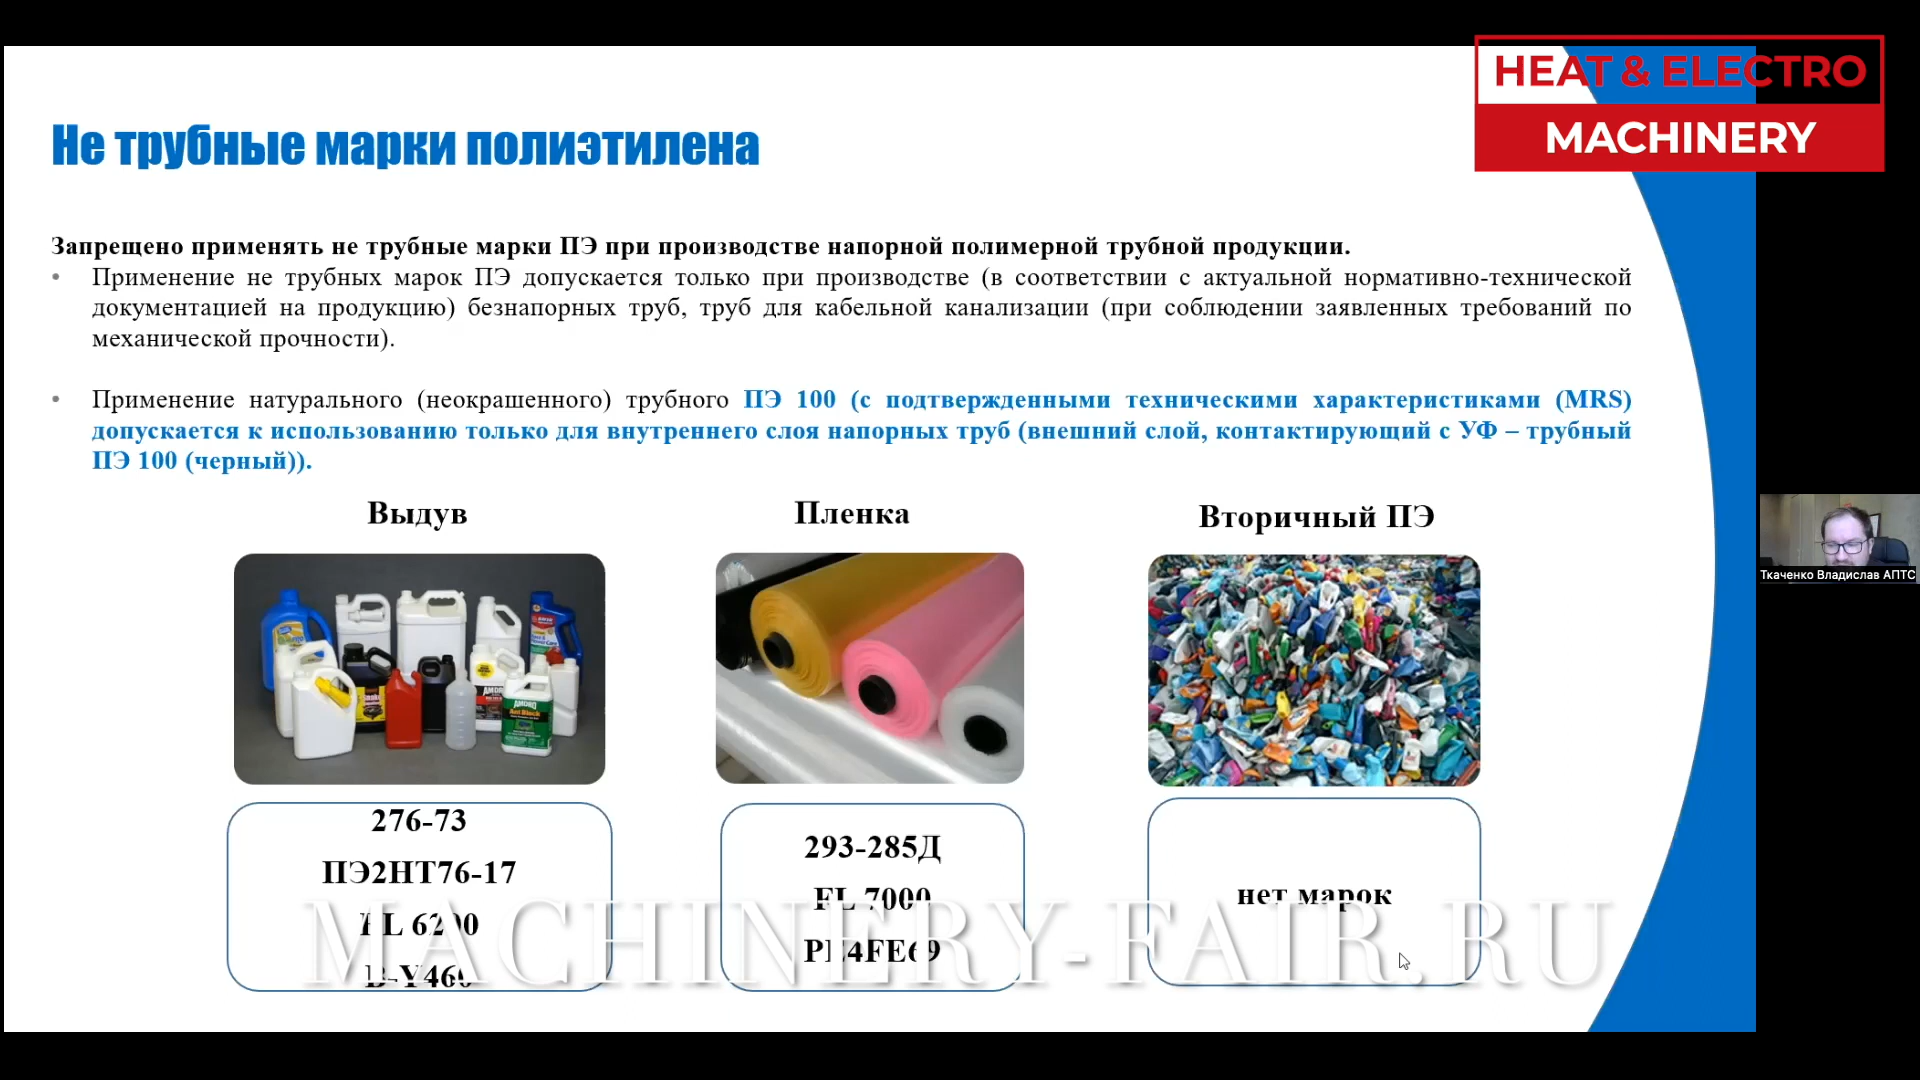 HEAT & ELECTRO
MACHINERY
Не трубные марки полиэтилена
Запрещено применять не трубные марки ПЭ при производстве напорной полимерной трубной продукции.
• Применение не трубных марок ПЭ допускается только при производстве (в соответствии с актуальной нормативно-технической
документацией на продукцию) безнапорных труб, труб для кабельной канализации (при соблюдении заявленных требований по
механической прочности).
• Применение натурального (неокрашенного) трубного ПЭ 100 (с подтвержденными техническими характеристиками (MRS)
допускается к использованию только для внутреннего слоя напорных труб (внешний слой, контактирующий с УФ – трубный
ПЭ 100 (черный)).
Выдув
Пленка
Вторичный ПЭ
Ткаченко Владислав АПТС
AMDRO
276-73
ПЭ2НТ76-17
293-285Д
FL 7000
PE4FE69
нет марок
MACHINERY-FAIR.RU